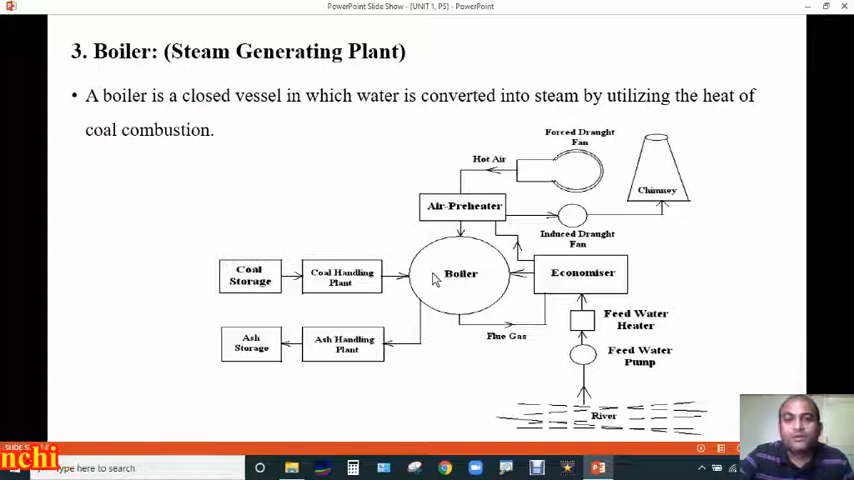 PowerPoint Slide Show - [UNIT 1, PS] - PowerPoint
3. Boiler: (Steam Generating Plant)
• A boiler is a closed vessel in which water is converted into steam by utilizing the heat of
coal combustion.
Forced Draught
Fan
Hot Air
Chimney
Air-Preheater
Induced Draught
Fan
Coal
Storage
Coal Handling
Plant
Boiler
Economiser
Feed Water
Heater
Ash
Storage
Ash Handling
Plant
Flue Gas
Feed Water
Pump
River
nchi
ype here to search